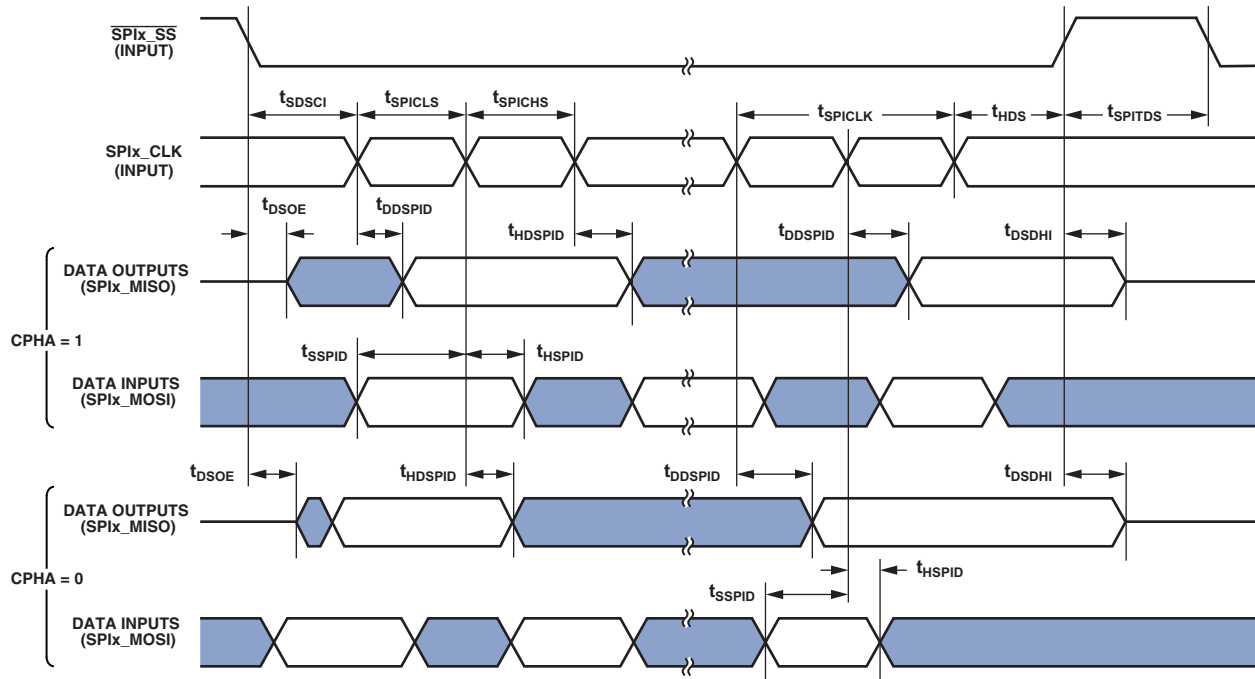 SPIx_SS
(INPUT)
tSDSCI tSPICLS tSPICHS tSPICLK tHDS tSPITDS
SPIx_CLK
(INPUT)
tDSOE tDDSPID tHDSPID tDDSPID tDSDHI
DATA OUTPUTS
(SPIx_MISO)
CPHA = 1
tSSPID tHSPID
DATA INPUTS
(SPIx_MOSI)
tDSOE tHDSPID tDDSPID tDSDHI
DATA OUTPUTS
(SPIx_MISO)
CPHA = 0
tSSPID tHSPID
DATA INPUTS
(SPIx_MOSI)